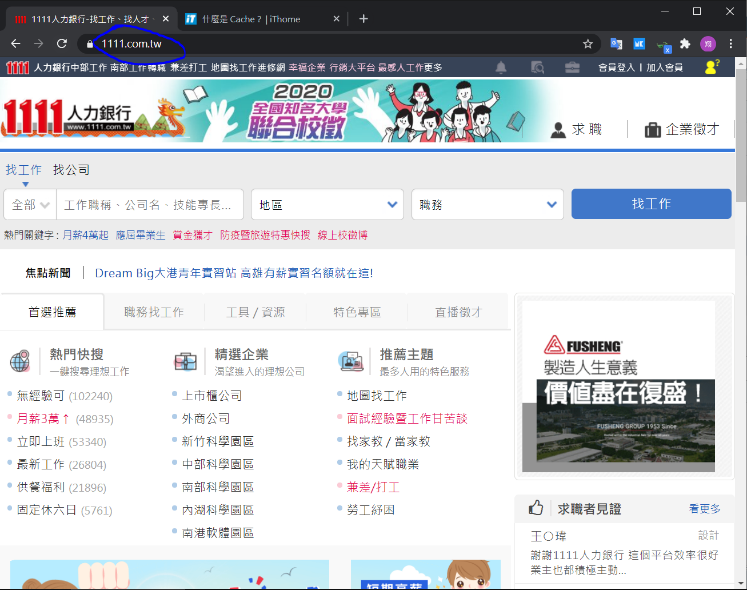 1111人力銀行-找工作、找人才、
什麼是 Cache？ | iThome
1111.com.tw
1111 人力銀行 中部工作 南部工作轉職 兼差打工 地圖找工作進修網 幸福企業 行銷大平台 最感人工作更多
會員登入 | 加入會員
1111 人力銀行
www.1111.com.tw
2020
全國知名大學
聯合校徵
求 職
企業徵才
找工作 找公司
全部
工作職稱、公司名、技能專長...
地區
職務
找工作
熱門關鍵字 : 月薪4萬起 應屆畢業生 賞金獵才 防疫暨旅遊特惠快搜 線上校徵博
焦點新聞
Dream Big大港青年實習站 高雄有薪實習名額就在這!
首選推薦
職務找工作
工具 / 資源
特色專區
直播徵才
熱門快搜
一鍵搜尋理想工作
無經驗可 (102240)
月薪3萬↑ (48935)
立即上班 (53340)
最新工作 (26804)
供餐福利 (21896)
固定休六日 (5761)
精選企業
渴望進入的理想公司
上市櫃公司
外商公司
新竹科學園區
中部科學園區
南部科學園區
內湖科學園區
南港軟體園區
推薦主題
最多人用的特色服務
地圖找工作
面試經驗暨工作甘苦談
找家教 / 當家教
我的天賦職業
兼差/打工
勞工紓困
FUSHENG
製造人生意義
價值盡在復盛！
FUSHENG GROUP 1953 Since
求職者見證
看更多
王○瑋
設計
謝謝1111人力銀行 這個平台效率很好
業主也都積極主動...
短期高薪